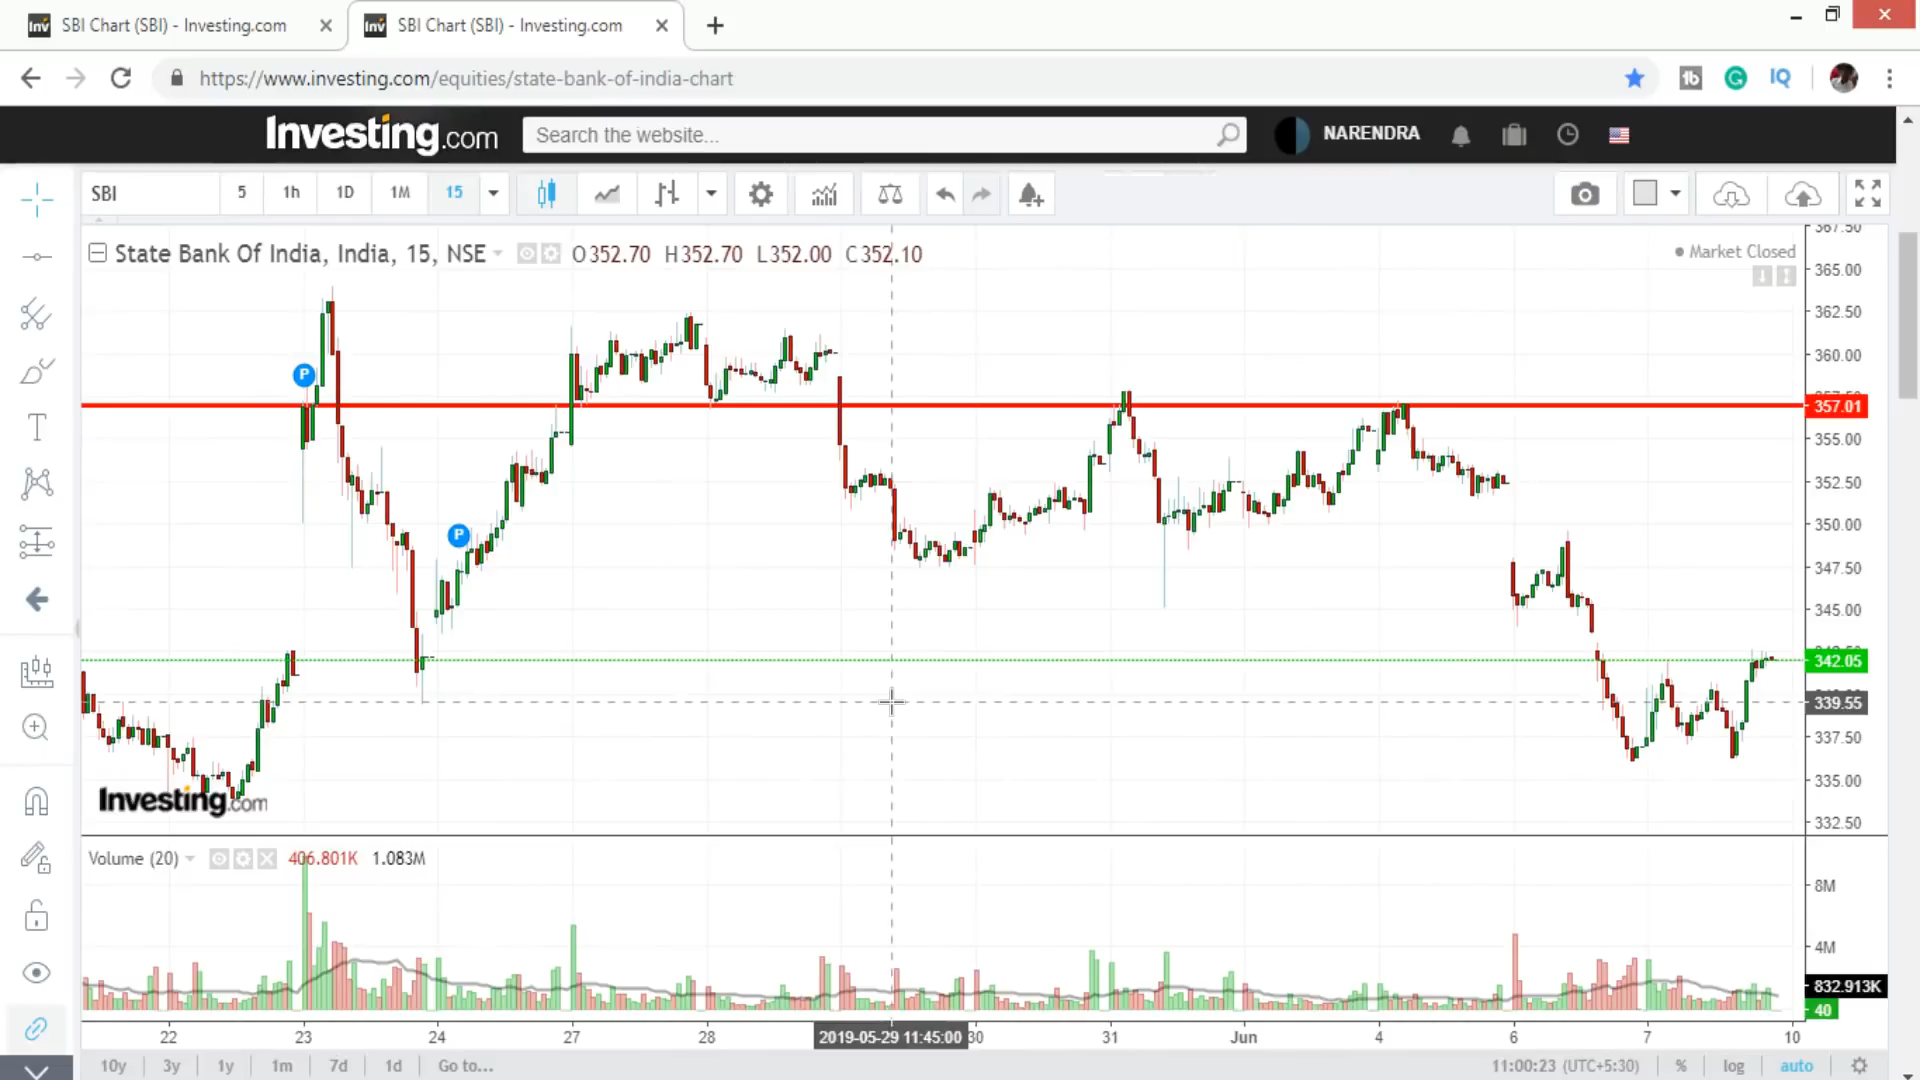 SBI Chart (SBI) - Investing.com
SBI Chart (SBI) - Investing.com
https://www.investing.com/equities/state-bank-of-india-chart
Investing.com
Search the website...
NARENDRA
SBI 5 1h 1D 1M 15
State Bank Of India, India, 15, NSE O352.70 H352.70 L352.00 C352.10
Market Closed
367.50
365.00
362.50
360.00
357.01
355.00
352.50
350.00
347.50
345.00
342.05
339.55
337.50
335.00
332.50
P
P
Investing.com
Volume (20) 406.801K 1.083M
8M
4M
832.913K
40
22 23 24 27 28 2019-05-29 11:45:00 30 31 Jun 4 6 7 10
10y 3y 1y 1m 7d 1d Go to... 11:00:23 (UTC+5:30) % log auto